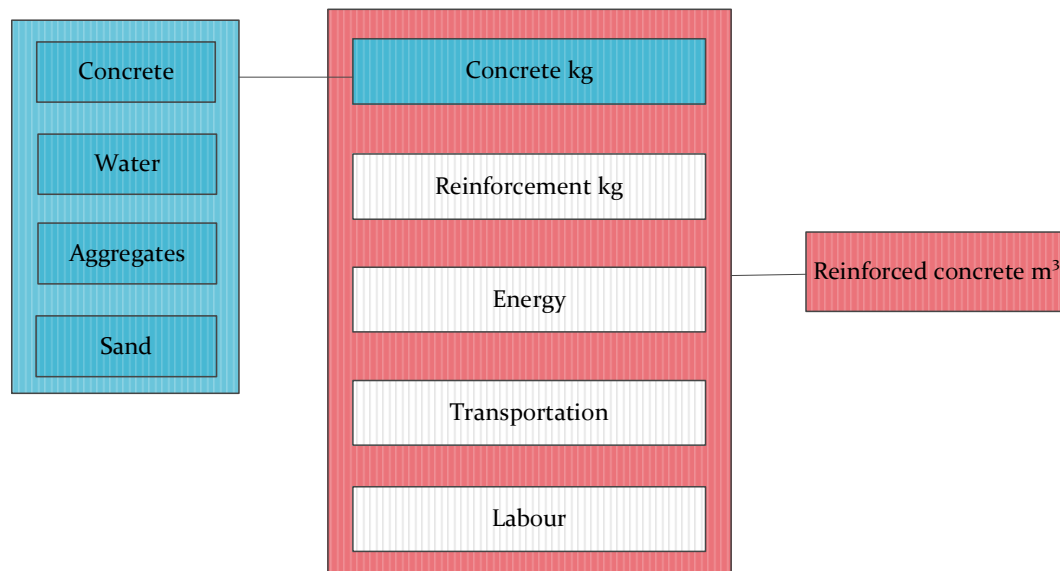 Concrete
Water
Aggregates
Sand
Concrete kg
Reinforcement kg
Energy
Transportation
Labour
Reinforced concrete m³